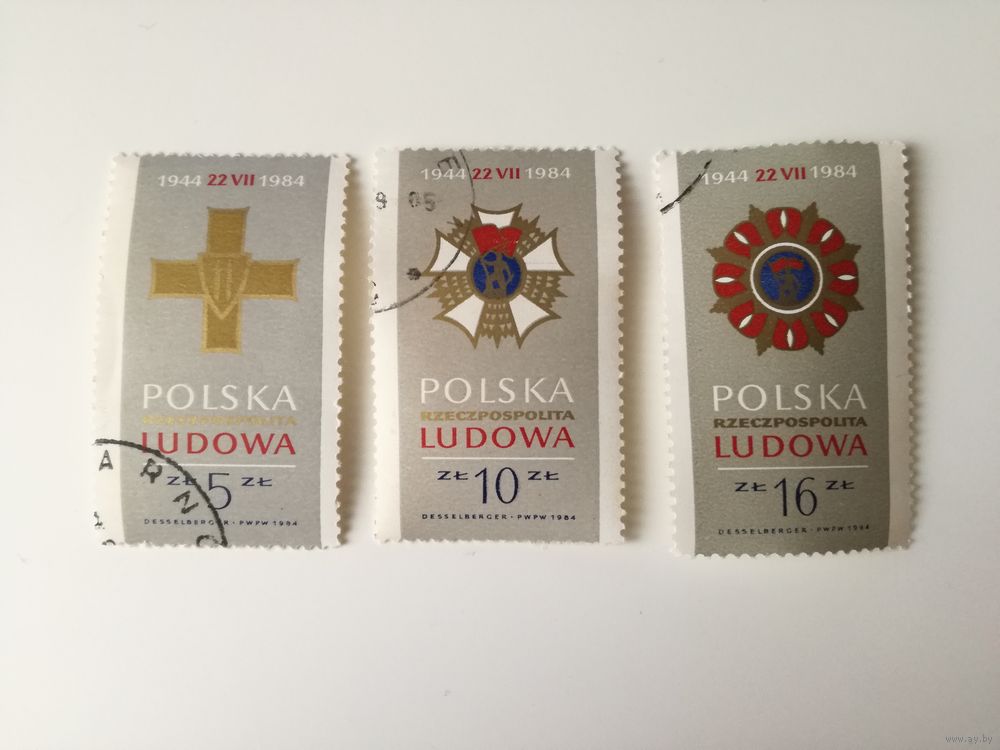 1944 22 VII 1984
POLSKA
RZECZPOSPOLITA
LUDOWA
ZŁ 5 ZŁ
DESSELBERGER · PWPW 1984
ARN
1944 22 VII 1984
POLSKA
RZECZPOSPOLITA
LUDOWA
ZŁ 10 ZŁ
DESSELBERGER · PWPW 1984
1944 22 VII 1984
POLSKA
RZECZPOSPOLITA
LUDOWA
ZŁ 16 ZŁ
DESSELBERGER · PWPW 1984
www.ay.by